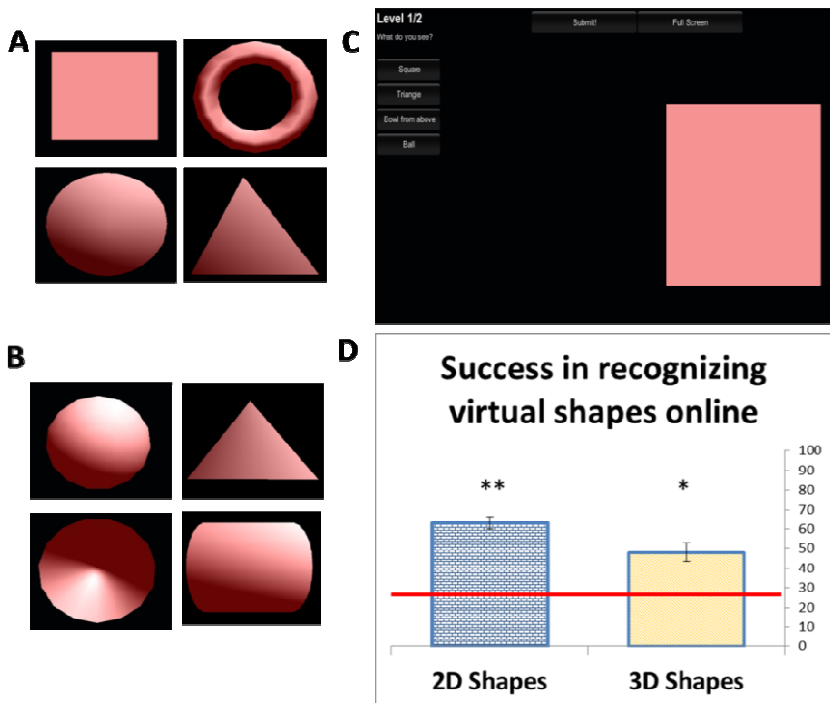 A
C
Level 1/2
Submit!
Full Screen
What do you see?
Square
Triangle
Bowl from above
Ball
B
D
Success in recognizing
virtual shapes online
100
90
80
70
60
50
40
30
20
10
0
**
*
2D Shapes
3D Shapes